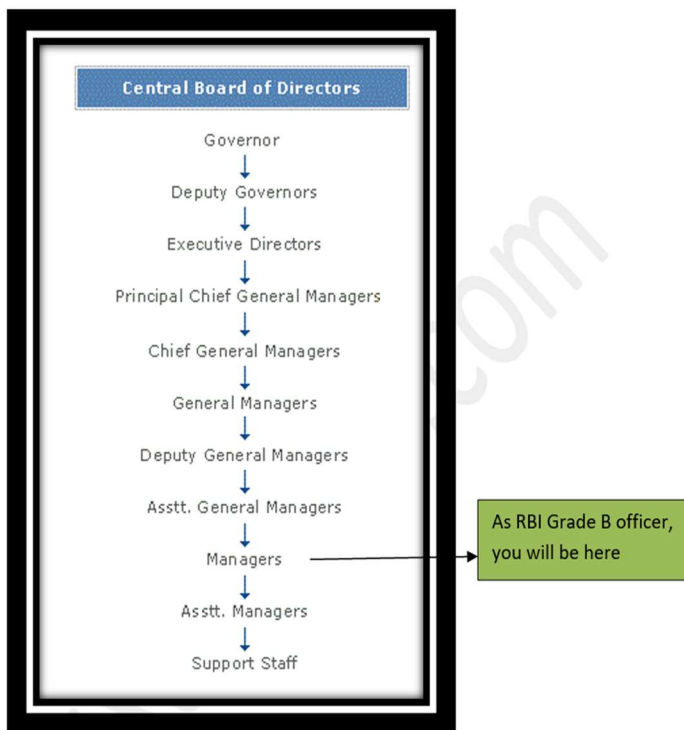 Central Board of Directors
Governor
Deputy Governors
Executive Directors
Principal Chief General Managers
Chief General Managers
General Managers
Deputy General Managers
Asstt. General Managers
Managers
As RBI Grade B officer,
you will be here
Asstt. Managers
Support Staff